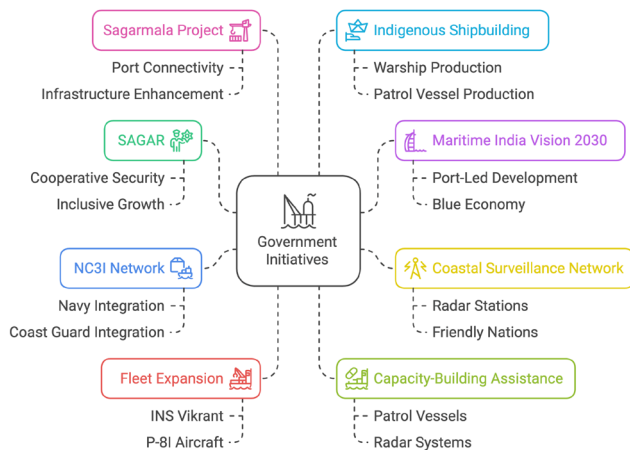 Sagarmala Project
Port Connectivity
Infrastructure Enhancement
SAGAR
Cooperative Security
Inclusive Growth
NC3I Network
Navy Integration
Coast Guard Integration
Fleet Expansion
INS Vikrant
P-8I Aircraft
Government
Initiatives
Indigenous Shipbuilding
Warship Production
Patrol Vessel Production
Maritime India Vision 2030
Port-Led Development
Blue Economy
Coastal Surveillance Network
Radar Stations
Friendly Nations
Capacity-Building Assistance
Patrol Vessels
Radar Systems